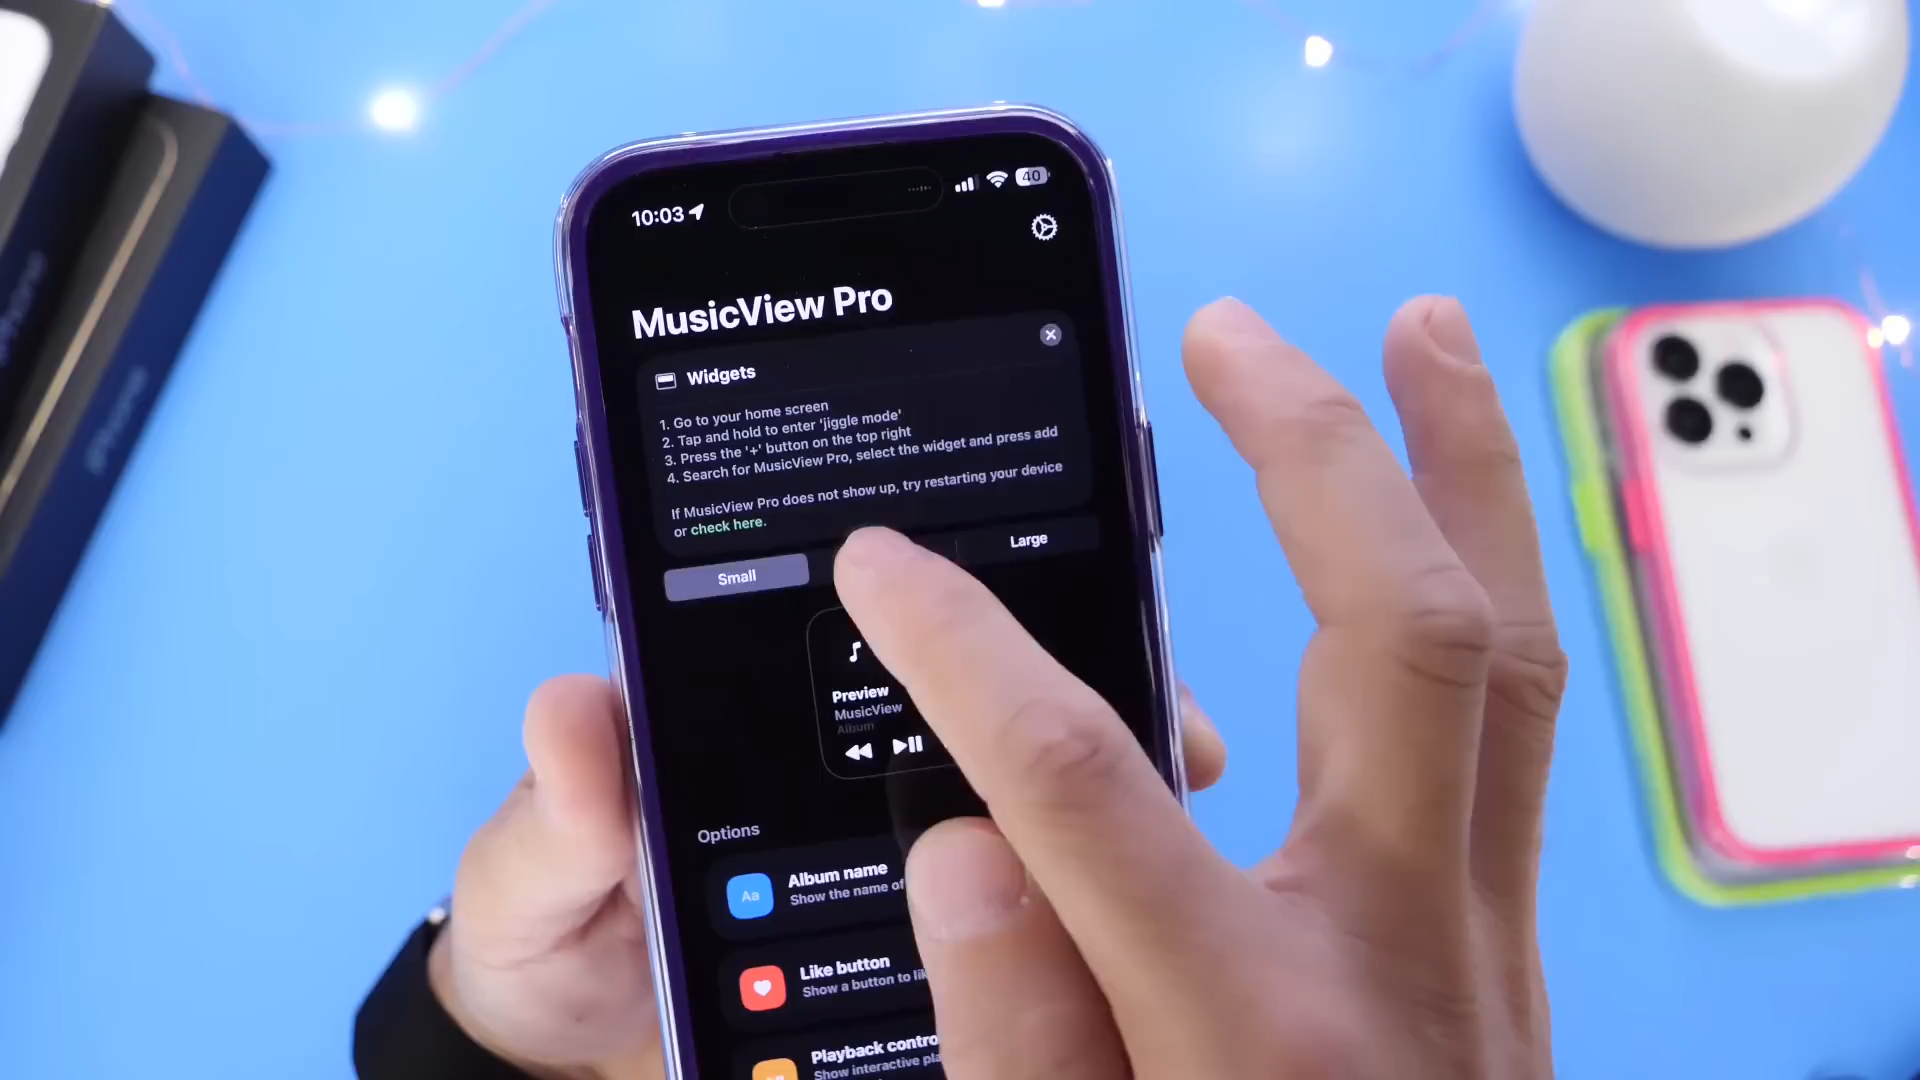 10:03
40
MusicView Pro
Widgets
1. Go to your home screen
2. Tap and hold to enter 'jiggle mode'
3. Press the '+' button on the top right
4. Search for MusicView Pro, select the widget and press add
If MusicView Pro does not show up, try restarting your device
or check here.
Small
Large
Preview
MusicView
Album
Options
Aa
Album name
Show the name of
Like button
Show a button to
Playback
Show interactive
iPhone
iPhone